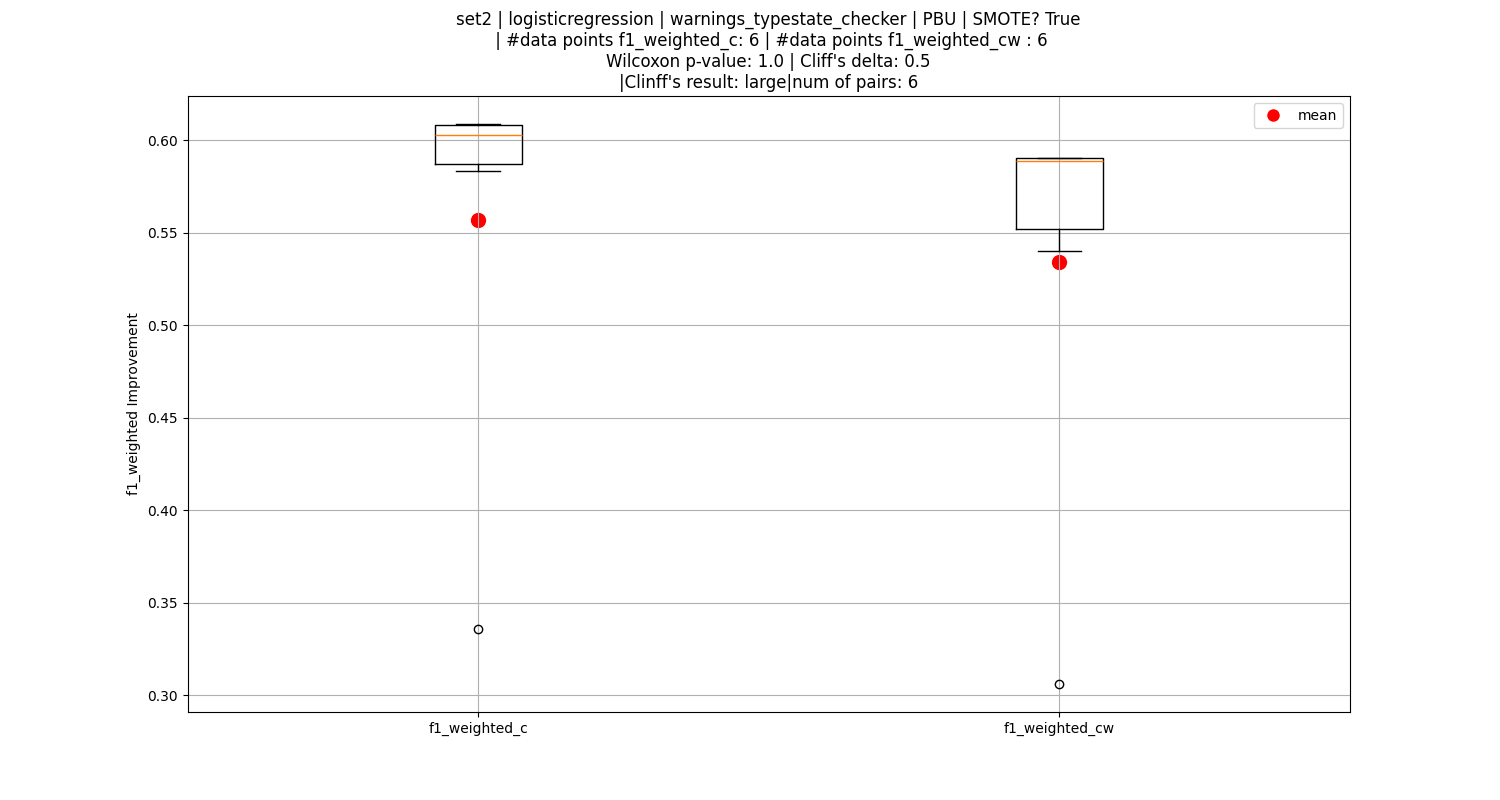 set2 | logisticregression | warnings_typestate_checker | PBU | SMOTE? True
| #data points f1_weighted_c: 6 | #data points f1_weighted_cw : 6
Wilcoxon p-value: 1.0 | Cliff's delta: 0.5
|Clinff's result: large|num of pairs: 6
mean
f1_weighted Improvement
0.60
0.55
0.50
0.45
0.40
0.35
0.30
f1_weighted_c
f1_weighted_cw